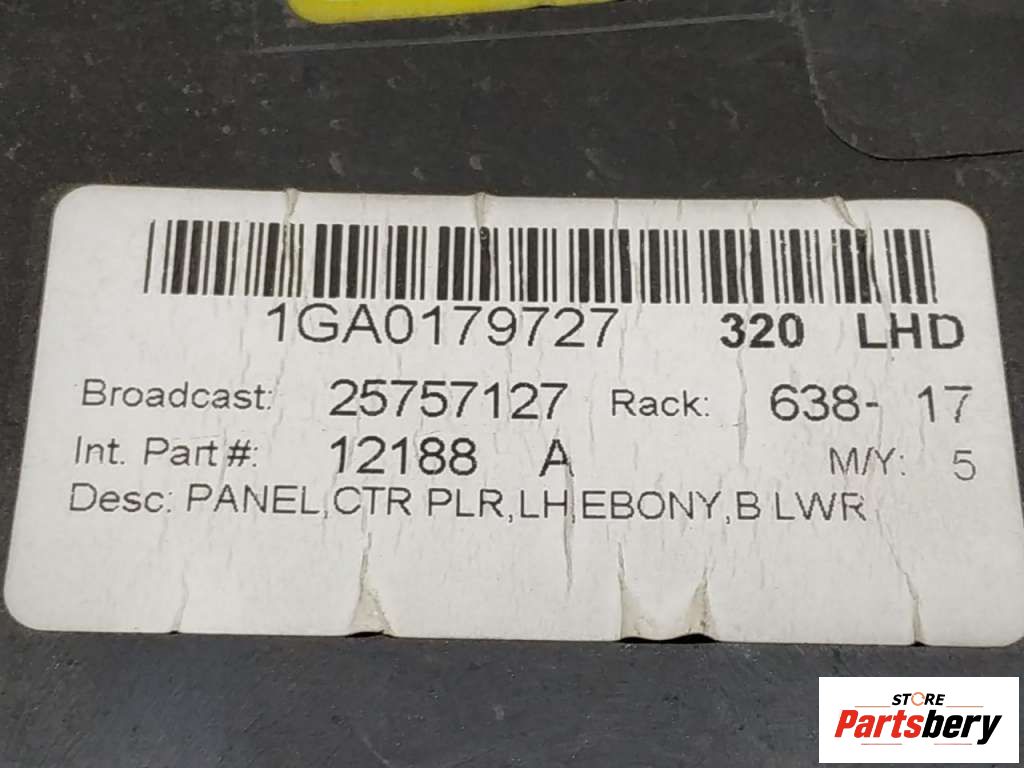 1GA0179727 320 LHD
Broadcast: 25757127 Rack: 638- 17
Int. Part #: 12188 A M/Y: 5
Desc: PANEL,CTR PLR,LH,EBONY,B LWR
STORE
Partsbery